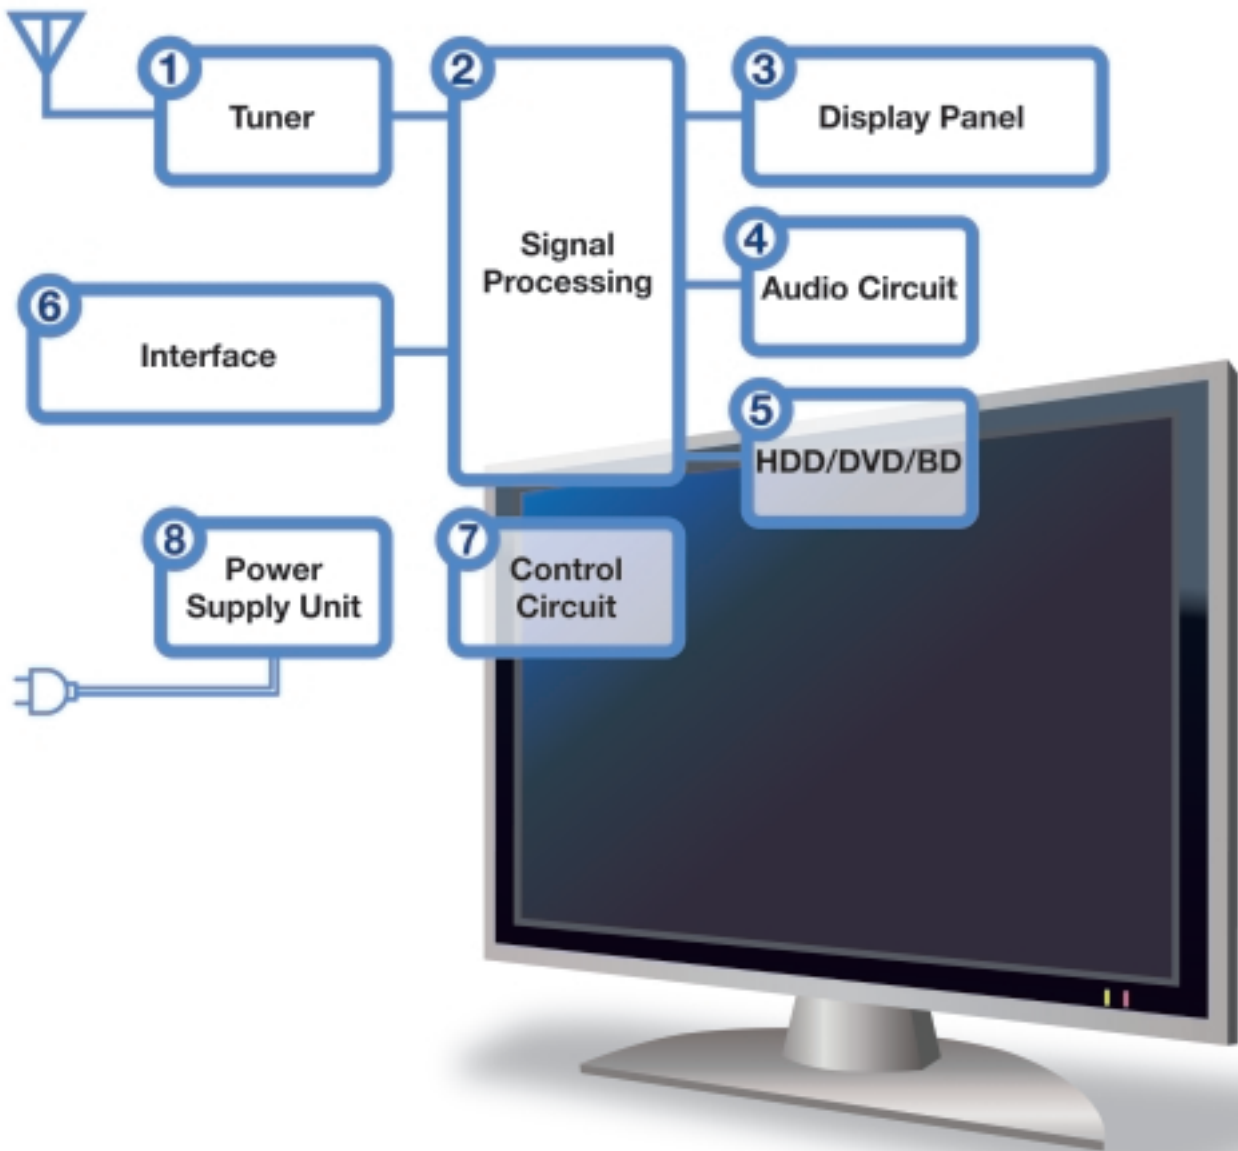 1
Tuner
2
Signal
Processing
3
Display Panel
4
Audio Circuit
5
HDD/DVD/BD
6
Interface
7
Control
Circuit
8
Power
Supply Unit